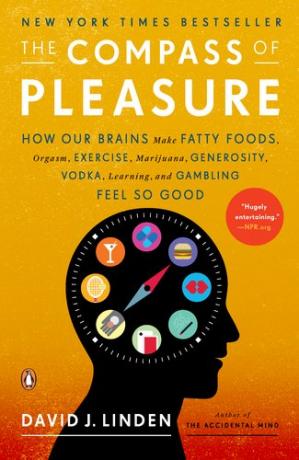 NEW YORK TIMES BESTSELLER
THE COMPASS OF
PLEASURE
HOW OUR BRAINS Make FATTY FOODS,
Orgasm, EXERCISE, Marijuana, GENEROSITY,
VODKA, Learning, and GAMBLING
FEEL SO GOOD
"Hugely
entertaining."
—NPR.org
DAVID J. LINDEN
Author of
THE ACCIDENTAL MIND